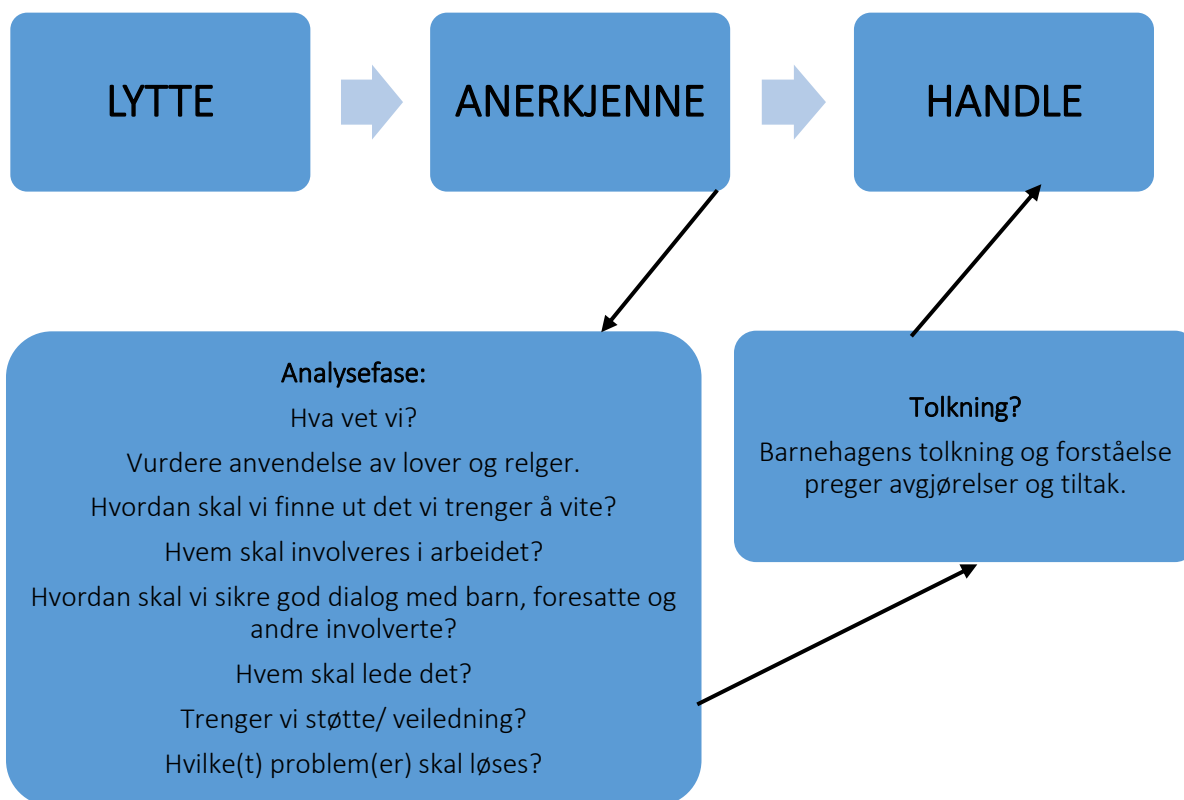 LYTTE
ANERKJENNE
HANDLE
Analysefase:
Hva vet vi?
Vurdere anvendelse av lover og relger.
Hvordan skal vi finne ut det vi trenger å vite?
Hvem skal involveres i arbeidet?
Hvordan skal vi sikre god dialog med barn, foresatte og
andre involverte?
Hvem skal lede det?
Trenger vi støtte/ veiledning?
Hvilke(t) problem(er) skal løses?
Tolkning?
Barnehagens tolkning og forståelse
preger avgjørelser og tiltak.